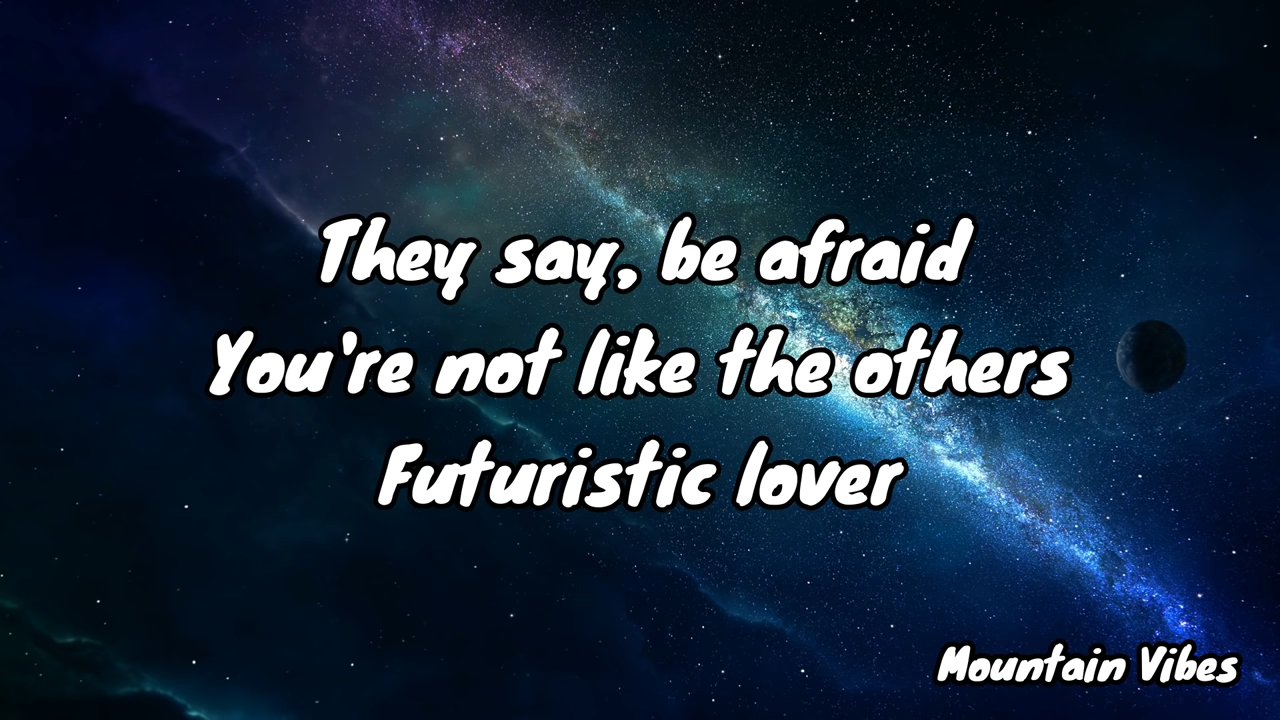 They say, be afraid
You're not like the others
Futuristic lover
Mountain Vibes